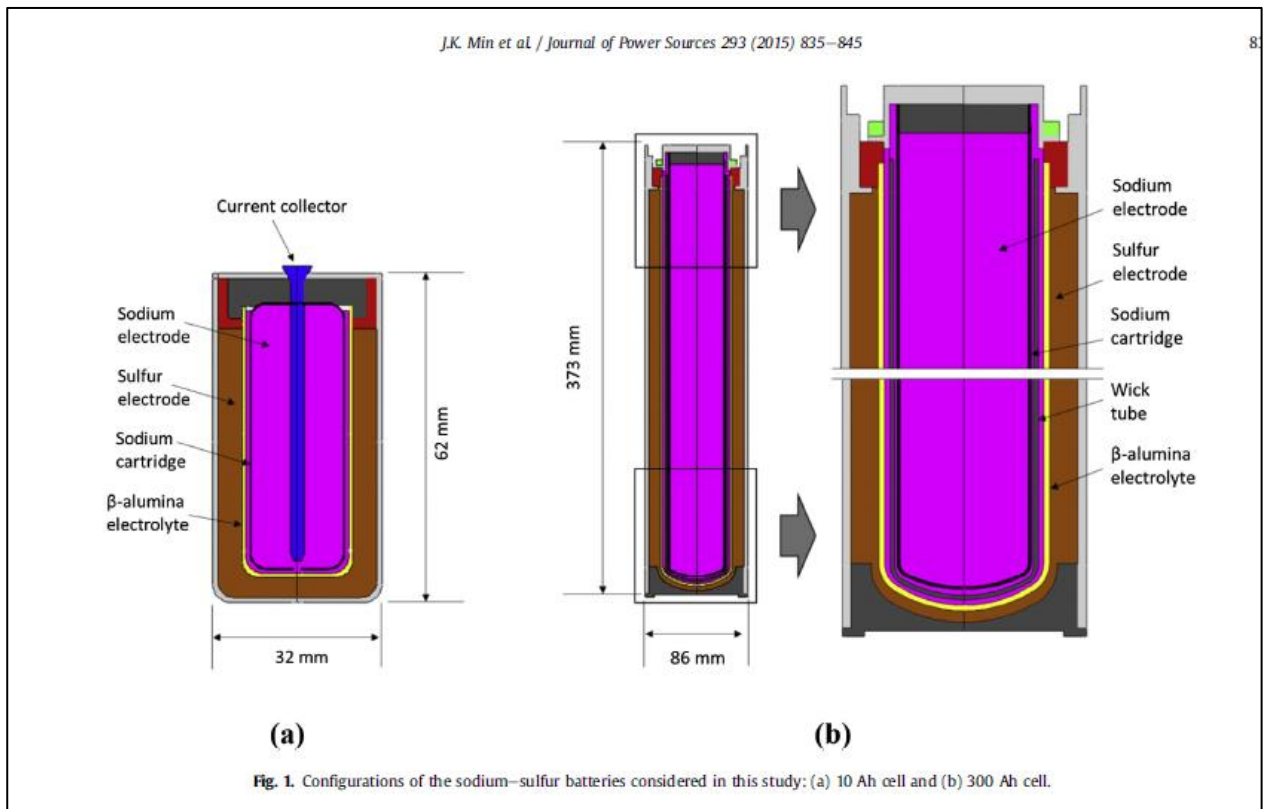 J.K. Min et al. / Journal of Power Sources 293 (2015) 835–845
Current collector
Sodium
electrode
Sulfur
electrode
Sodium
cartridge
β-alumina
electrolyte
62 mm
32 mm
(a)
373 mm
86 mm
Sodium
electrode
Sulfur
electrode
Sodium
cartridge
Wick
tube
β-alumina
electrolyte
(b)
Fig. 1. Configurations of the sodium–sulfur batteries considered in this study: (a) 10 Ah cell and (b) 300 Ah cell.